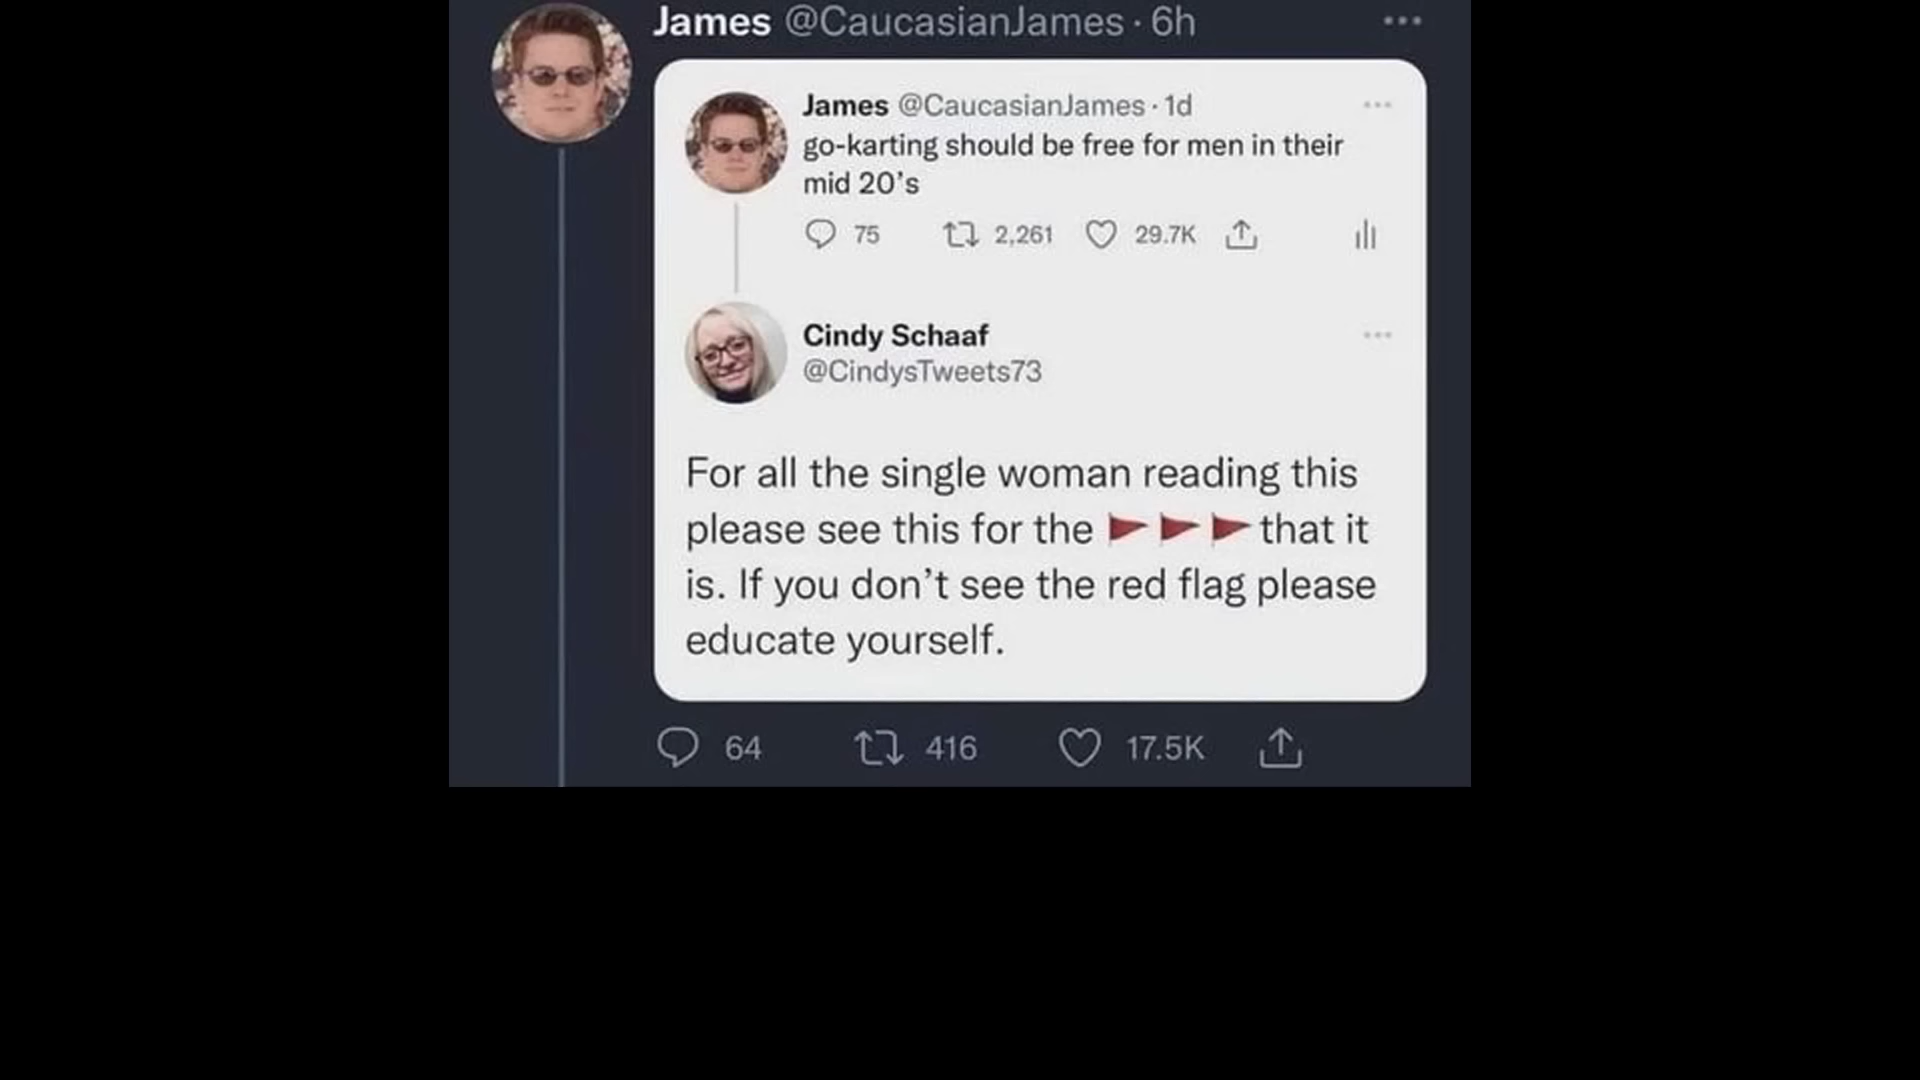 James @CaucasianJames · 6h
James @CaucasianJames · 1d
go-karting should be free for men in their
mid 20's
75 2,261 29.7K
Cindy Schaaf
@CindysTweets73
For all the single woman reading this
please see this for the 🚩🚩🚩 that it
is. If you don't see the red flag please
educate yourself.
64 416 17.5K